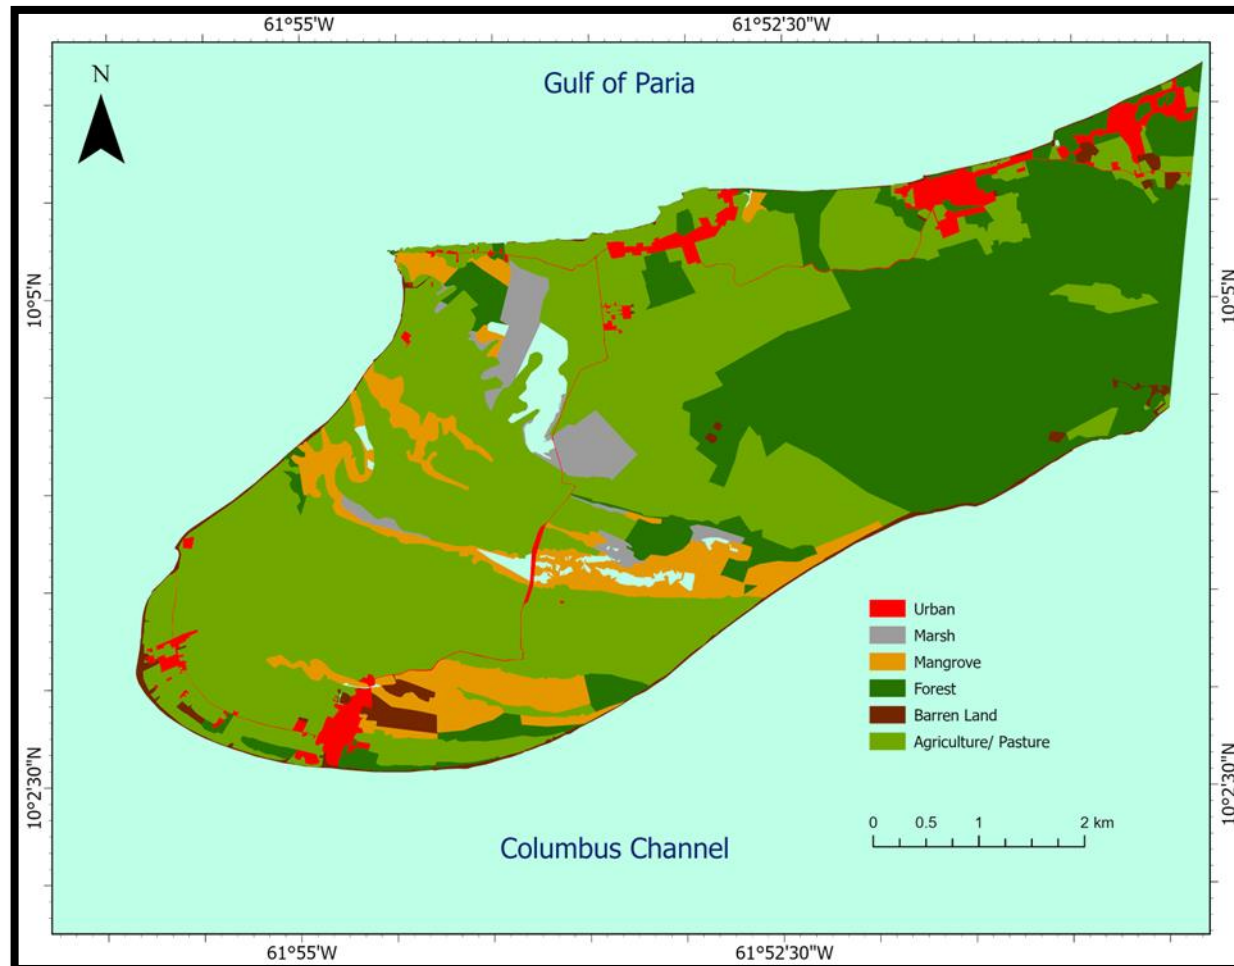 61°55'W
61°52'30"W
N
Gulf of Paria
10°5'N
10°5'N
Urban
Marsh
Mangrove
Forest
Barren Land
Agriculture/ Pasture
10°2'30"N
10°2'30"N
0 0.5 1 2 km
Columbus Channel
61°55'W
61°52'30"W